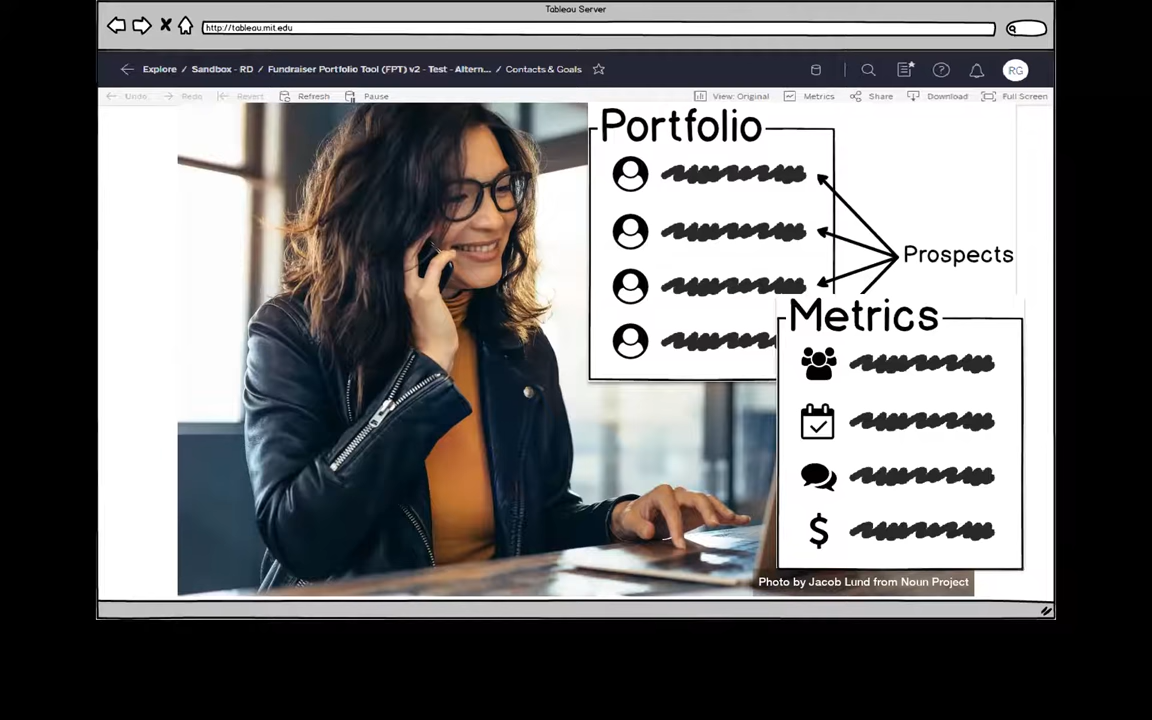 Tableau Server
http://tableau.mit.edu
Explore / Sandbox - RD / Fundraiser Portfolio Tool (FPT) v2 - Test - Altern... / Contacts & Goals
RG
Undo Redo Revert Refresh Pause View: Original Metrics Share Download Full Screen
Portfolio
Prospects
Metrics
$
Photo by Jacob Lund from Noun Project